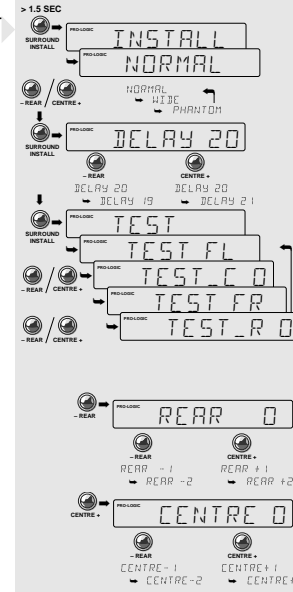 > 1.5 SEC
SURROUND INSTALL
PRO-LOGIC INSTALL
PRO-LOGIC NORMAL
– REAR / CENTRE +
NORMAL
WIDE
PHANTOM
SURROUND INSTALL
PRO-LOGIC DELAY 20
– REAR CENTRE +
DELAY 20 DELAY 20
DELAY 19 DELAY 21
SURROUND INSTALL
PRO-LOGIC TEST
PRO-LOGIC TEST FL
– REAR / CENTRE +
PRO-LOGIC TEST_C 0
PRO-LOGIC TEST FR
– REAR / CENTRE +
PRO-LOGIC TEST_R 0
– REAR
PRO-LOGIC REAR 0
– REAR CENTRE +
REAR - 1 REAR + 1
REAR -2 REAR +2
CENTRE +
PRO-LOGIC CENTRE 0
– REAR CENTRE +
CENTRE- 1 CENTRE+ 1
CENTRE-2 CENTRE+